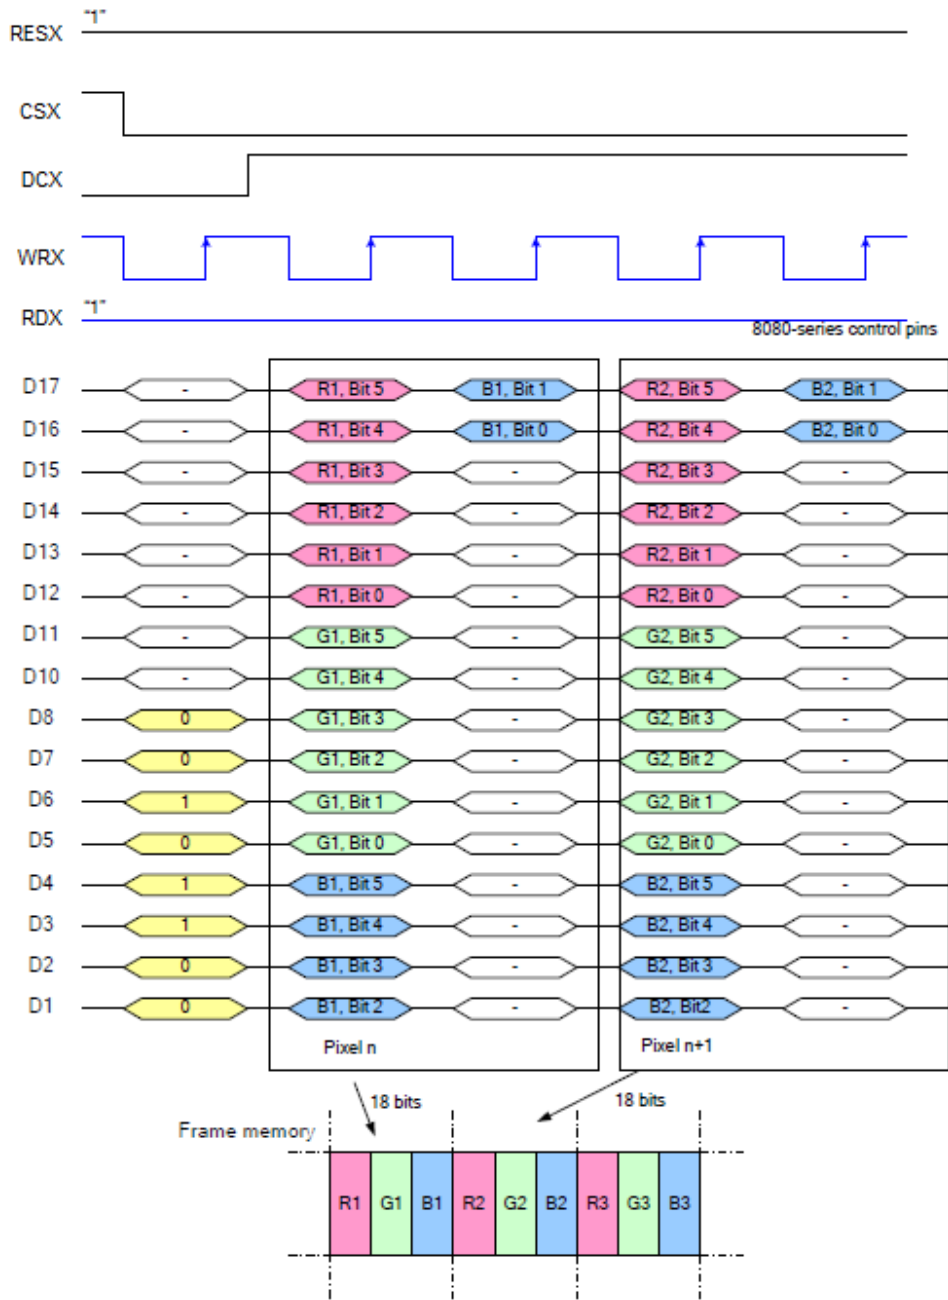 RESX "1"
CSX
DCX
WRX
RDX "1"
8080-series control pins
D17 - R1, Bit 5 B1, Bit 1 R2, Bit 5 B2, Bit 1
D16 - R1, Bit 4 B1, Bit 0 R2, Bit 4 B2, Bit 0
D15 - R1, Bit 3 - R2, Bit 3 -
D14 - R1, Bit 2 - R2, Bit 2 -
D13 - R1, Bit 1 - R2, Bit 1 -
D12 - R1, Bit 0 - R2, Bit 0 -
D11 - G1, Bit 5 - G2, Bit 5 -
D10 - G1, Bit 4 - G2, Bit 4 -
D8 0 G1, Bit 3 - G2, Bit 3 -
D7 0 G1, Bit 2 - G2, Bit 2 -
D6 1 G1, Bit 1 - G2, Bit 1 -
D5 0 G1, Bit 0 - G2, Bit 0 -
D4 1 B1, Bit 5 - B2, Bit 5 -
D3 1 B1, Bit 4 - B2, Bit 4 -
D2 0 B1, Bit 3 - B2, Bit 3 -
D1 0 B1, Bit 2 - B2, Bit2 -
Pixel n Pixel n+1
18 bits 18 bits
Frame memory
R1 G1 B1 R2 G2 B2 R3 G3 B3